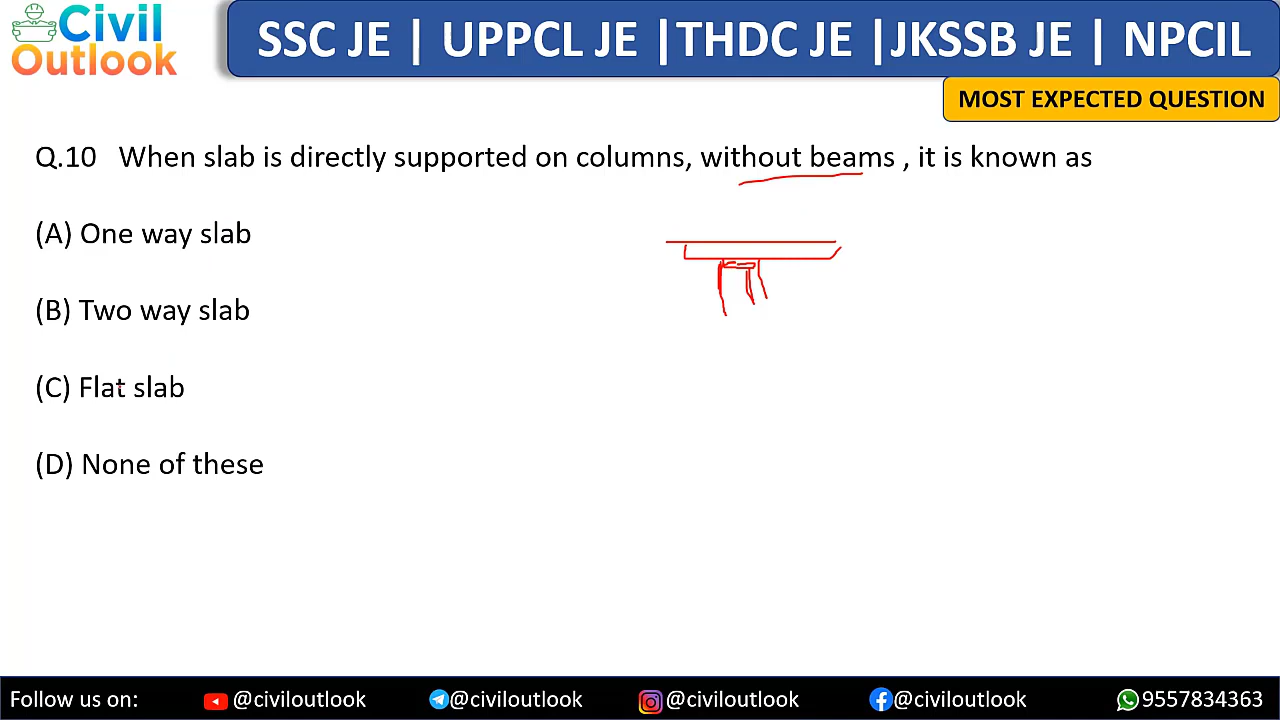 Civil
Outlook
SSC JE | UPPCL JE |THDC JE |JKSSB JE | NPCIL
MOST EXPECTED QUESTION
Q.10 When slab is directly supported on columns, without beams , it is known as
(A) One way slab
(B) Two way slab
(C) Flat slab
(D) None of these
Follow us on: @civiloutlook @civiloutlook @civiloutlook @civiloutlook 9557834363